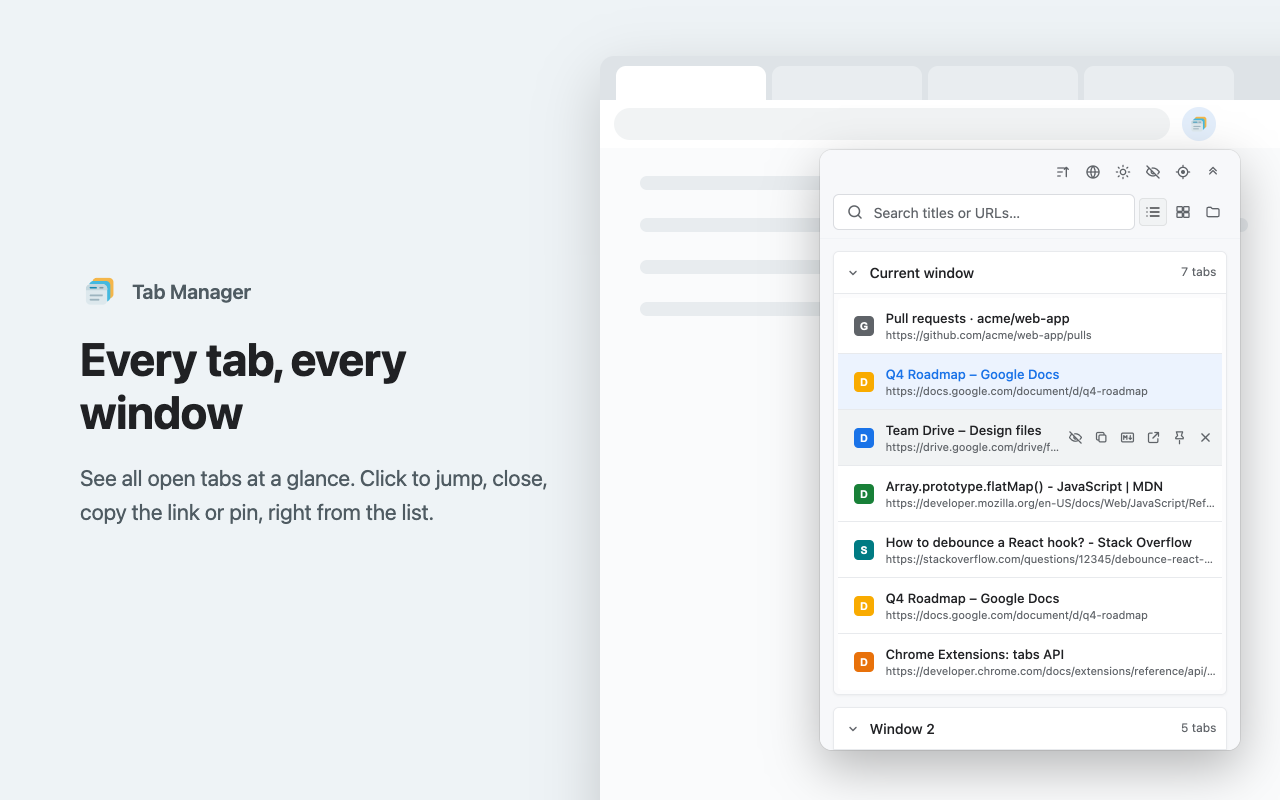 Tab Manager
Every tab, every
window
See all open tabs at a glance. Click to jump, close,
copy the link or pin, right from the list.
Search titles or URLs...
Current window
7 tabs
G
Pull requests · acme/web-app
https://github.com/acme/web-app/pulls
D
Q4 Roadmap – Google Docs
https://docs.google.com/document/d/q4-roadmap
D
Team Drive – Design files
https://drive.google.com/drive/f...
D
Array.prototype.flatMap() - JavaScript | MDN
https://developer.mozilla.org/en-US/docs/Web/JavaScript/Ref...
S
How to debounce a React hook? - Stack Overflow
https://stackoverflow.com/questions/12345/debounce-react-...
D
Q4 Roadmap – Google Docs
https://docs.google.com/document/d/q4-roadmap
D
Chrome Extensions: tabs API
https://developer.chrome.com/docs/extensions/reference/api/...
Window 2
5 tabs